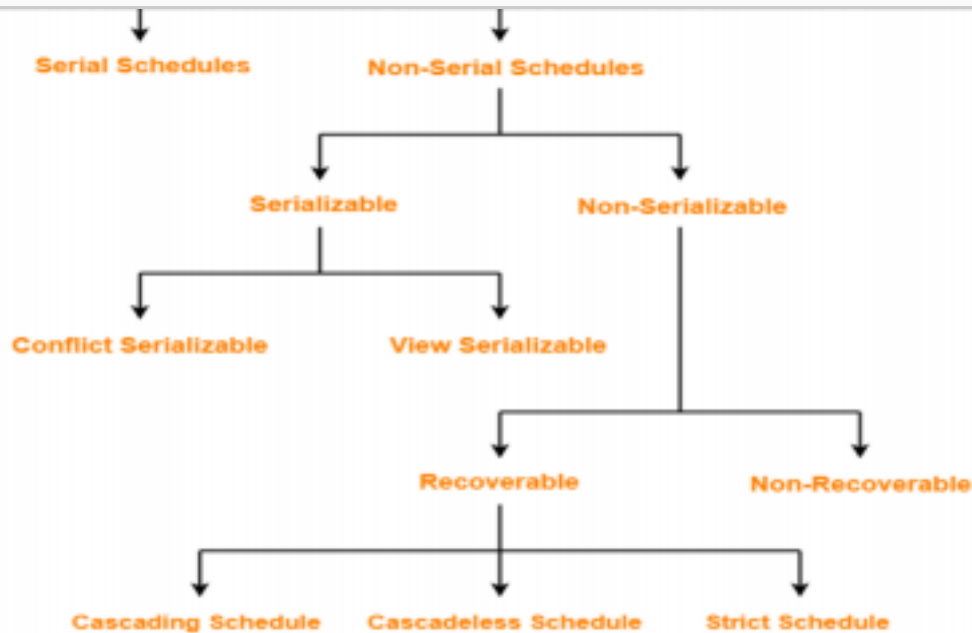 Serial Schedules
Non-Serial Schedules
Serializable
Non-Serializable
Conflict Serializable
View Serializable
Recoverable
Non-Recoverable
Cascading Schedule
Cascadeless Schedule
Strict Schedule